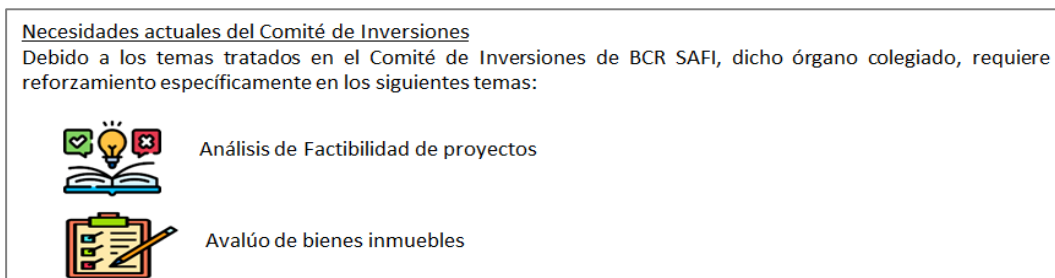 Necesidades actuales del Comité de Inversiones
Debido a los temas tratados en el Comité de Inversiones de BCR SAFI, dicho órgano colegiado, requiere
reforzamiento específicamente en los siguientes temas:
Análisis de Factibilidad de proyectos
Avalúo de bienes inmuebles